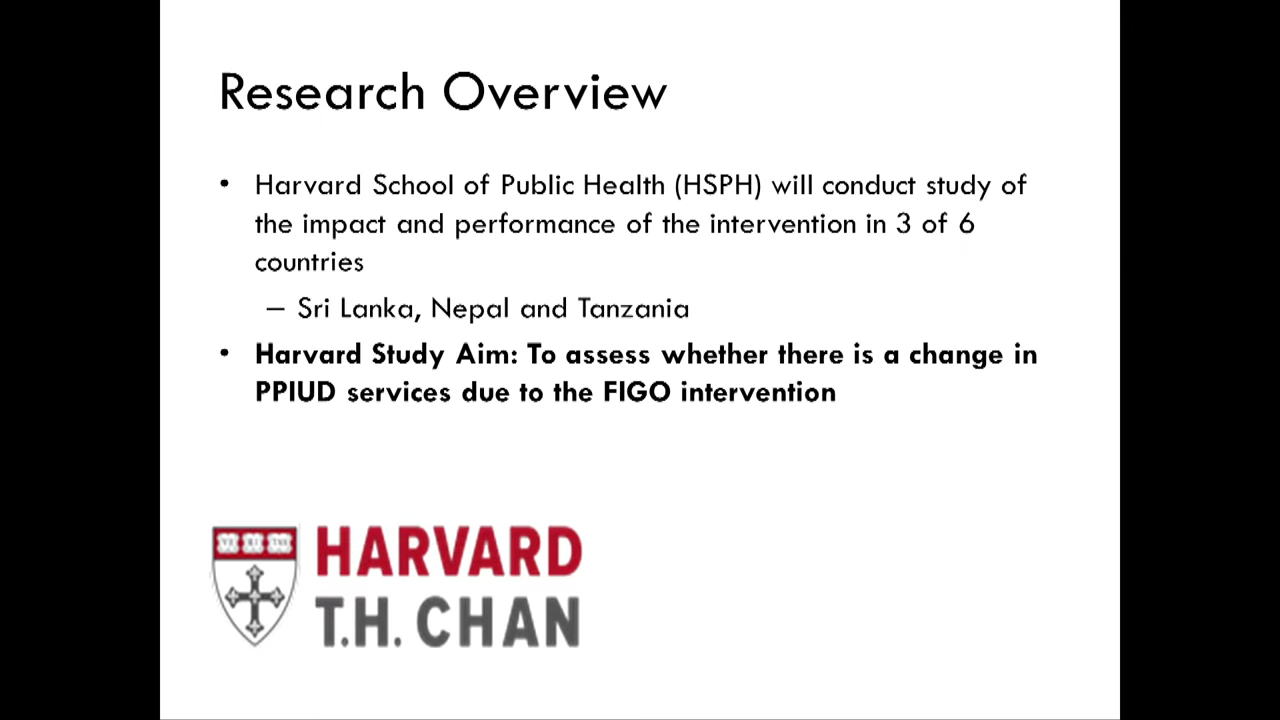 Research Overview
• Harvard School of Public Health (HSPH) will conduct study of
the impact and performance of the intervention in 3 of 6
countries
– Sri Lanka, Nepal and Tanzania
• Harvard Study Aim: To assess whether there is a change in
PPIUD services due to the FIGO intervention
HARVARD
T.H. CHAN